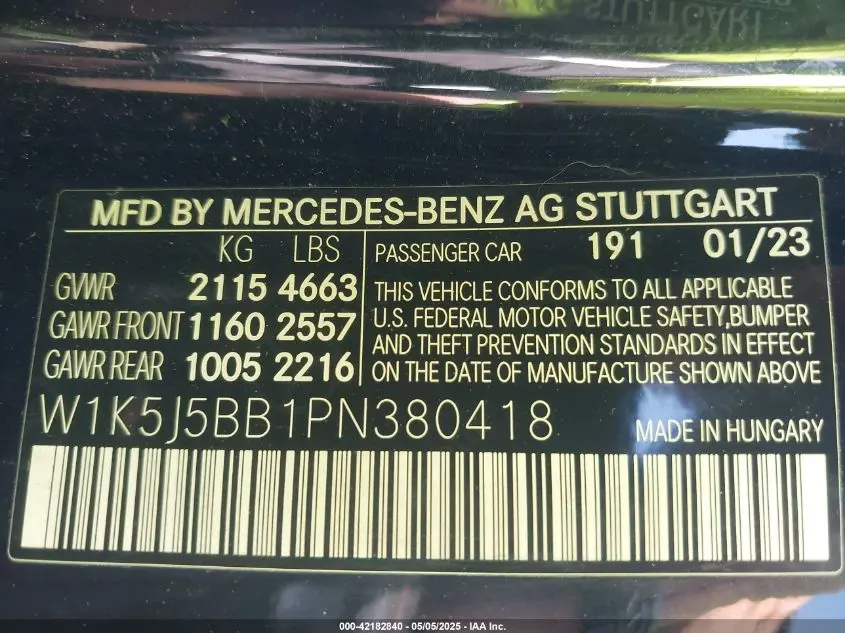 MFD BY MERCEDES-BENZ AG STUTTGART
KG LBS
GVWR 2115 4663
GAWR FRONT 1160 2557
GAWR REAR 1005 2216
PASSENGER CAR 191 01/23
THIS VEHICLE CONFORMS TO ALL APPLICABLE
U.S. FEDERAL MOTOR VEHICLE SAFETY,BUMPER
AND THEFT PREVENTION STANDARDS IN EFFECT
ON THE DATE OF MANUFACTURE SHOWN ABOVE
W1K5J5BB1PN380418
MADE IN HUNGARY
000-42182840 - 05/05/2025 - IAA Inc.